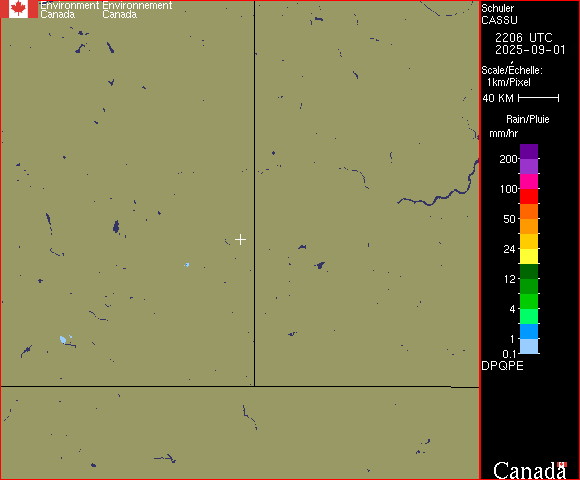 Environment Environnement
Canada Canada
Schuler
CASSU
2206 UTC
2025-09-01
Scale/Échelle:
1km/Pixel
40 KM
Rain/Pluie
mm/hr
200
100
50
24
12
4
1
0.1
DPQPE
Canada